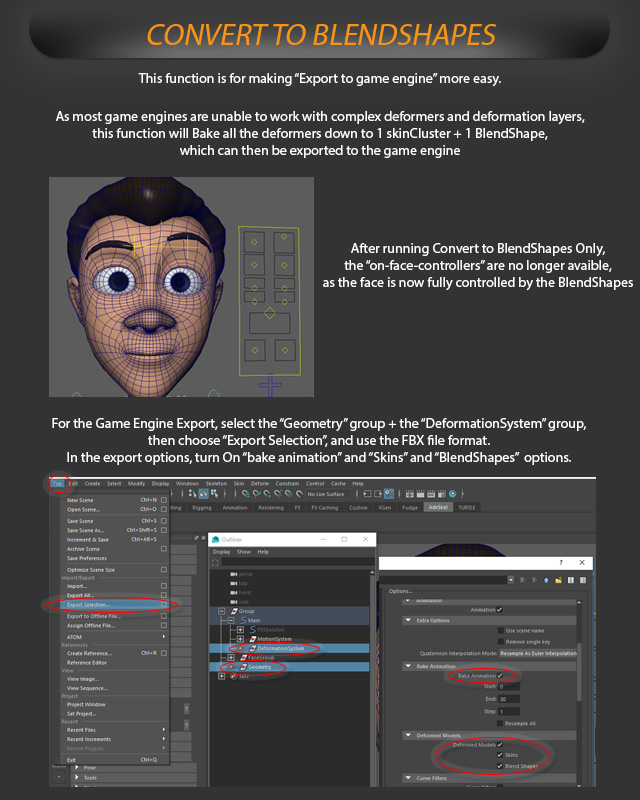 CONVERT TO BLENDSHAPES
This function is for making "Export to game engine" more easy.
As most game engines are unable to work with complex deformers and deformation layers,
this function will Bake all the deformers down to 1 skinCluster + 1 BlendShape,
which can then be exported to the game engine
After running Convert to BlendShapes Only,
the "on-face-controllers" are no longer avaible,
as the face is now fully controlled by the BlendShapes
For the Game Engine Export, select the "Geometry" group + the "DeformationSystem" group,
then choose "Export Selection", and use the FBX file format.
In the export options, turn On "bake animation" and "Skins" and "BlendShapes" options.
File Edit Create Select Modify Display Windows Skeleton Skin Deform Constrain Control Cache Help
No Live Surface
Rigging Animation Rendering FX FX Caching Custom XGen Fudge AdvSkel TURTLE
New Scene Ctrl+N
Open Scene... Ctrl+O
Save Scene Ctrl+S
Save Scene As... Ctrl+Shift+S
Increment & Save Ctrl+Alt+S
Archive Scene
Save Preferences
Optimize Scene Size
Import/Export
Import...
Export All...
Export Selection...
Export to Offline File...
Assign Offline File...
ATOM
References
Create Reference... Ctrl+R
Reference Editor
View
View Image...
View Sequence...
Project
Project Window
Set Project...
Recent
Recent Files
Recent Increments
Recent Projects
Exit Ctrl+Q
Pose
Tools
Outliner
Display Show Help
persp
top
front
side
Group
Main
FitSkeleton
MotionSystem
DeformationSystem
FaceGroup
Geometry
Sets
Options...
Animation
Animation
Extra Options
Use scene name
Remove single key
Quaternion Interpolation Mode: Resample As Euler Interpolation
Bake Animation
Bake Animation
Start 0
End 30
Step 1
Resample All
Deformed Models
Deformed Models
Skins
Blend Shapes
Curve Filters